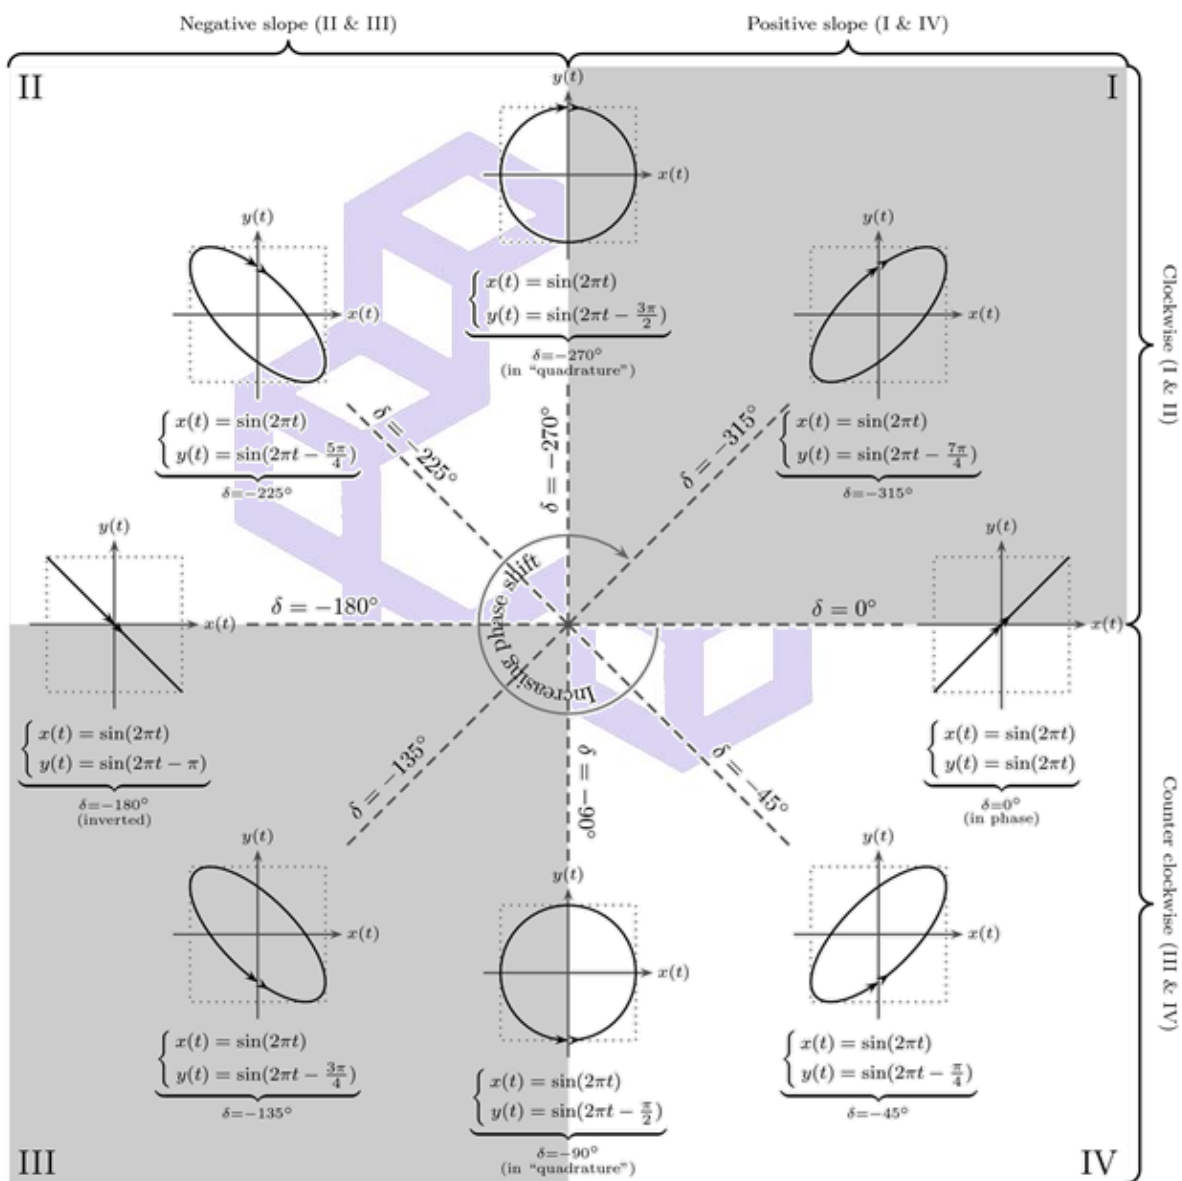 Negative slope (II & III)
Positive slope (I & IV)
II
I
y(t)
x(t)
{ x(t) = sin(2πt)
y(t) = sin(2πt − 3π/2)
δ=−270°
(in “quadrature”)
y(t)
x(t)
{ x(t) = sin(2πt)
y(t) = sin(2πt − 5π/4)
δ=−225°
y(t)
x(t)
{ x(t) = sin(2πt)
y(t) = sin(2πt − 7π/4)
δ=−315°
Clockwise (I & II)
δ = −225°
δ = −270°
δ = −315°
y(t)
x(t)
{ x(t) = sin(2πt)
y(t) = sin(2πt − π)
δ=−180°
(inverted)
δ = −180°
Increasing phase shift
δ = 0°
y(t)
x(t)
{ x(t) = sin(2πt)
y(t) = sin(2πt)
δ=0°
(in phase)
δ = −135°
δ = −90°
δ = −45°
Counter clockwise (III & IV)
y(t)
x(t)
{ x(t) = sin(2πt)
y(t) = sin(2πt − 3π/4)
δ=−135°
y(t)
x(t)
{ x(t) = sin(2πt)
y(t) = sin(2πt − π/2)
δ=−90°
(in “quadrature”)
y(t)
x(t)
{ x(t) = sin(2πt)
y(t) = sin(2πt − π/4)
δ=−45°
III
IV